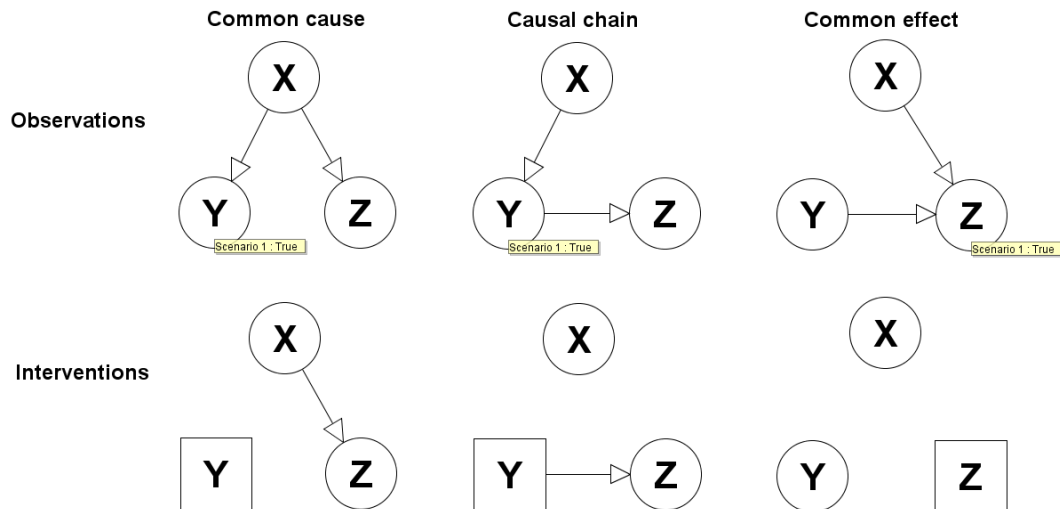 Common cause
Causal chain
Common effect
Observations
X
X
X
Y
Z
Y
Z
Y
Z
Scenario 1 : True
Scenario 1 : True
Scenario 1 : True
Interventions
X
X
X
Y
Z
Y
Z
Y
Z